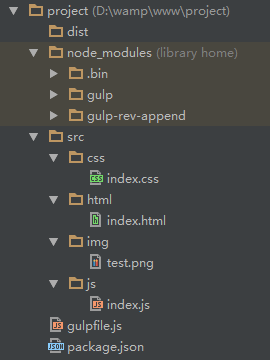 project (D:\wamp\www\project)
dist
node_modules (library home)
.bin
gulp
gulp-rev-append
src
css
index.css
html
index.html
img
test.png
js
index.js
gulpfile.js
package.json